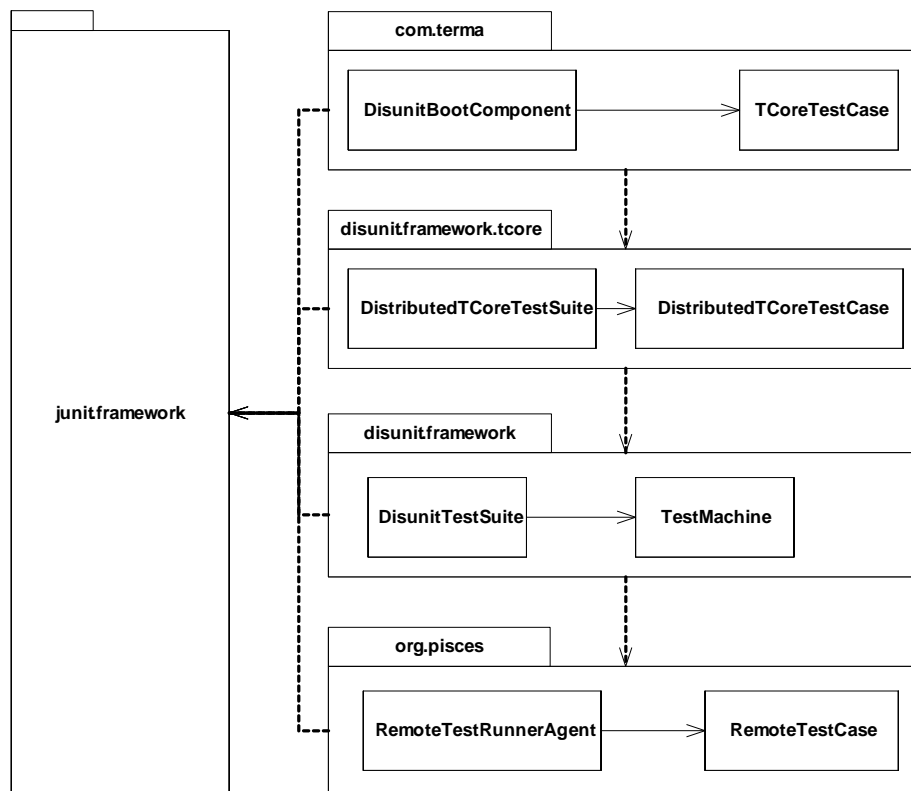 com.terma
DisunitBootComponent
TCoreTestCase
disunit.framework.tcore
DistributedTCoreTestSuite
DistributedTCoreTestCase
junit.framework
disunit.framework
DisunitTestSuite
TestMachine
org.pisces
RemoteTestRunnerAgent
RemoteTestCase